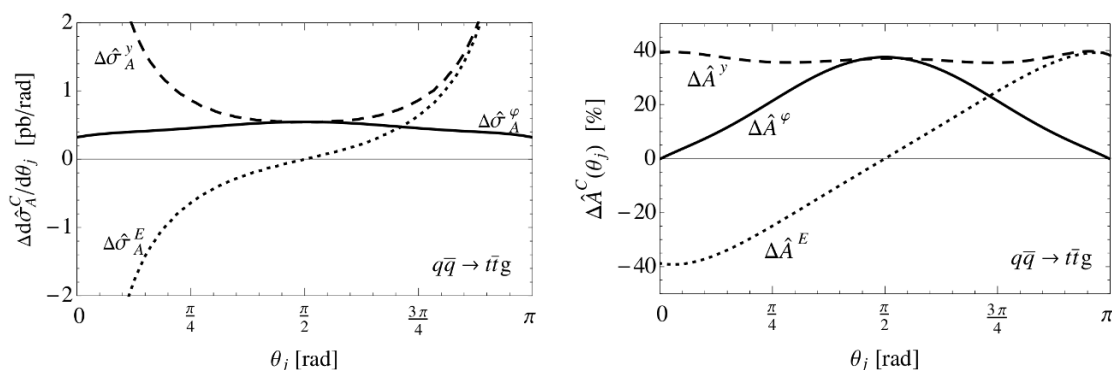 2
1
0
−1
−2
Δdσ̂_A^C/dθ_j [pb/rad]
Δσ̂_A^y
Δσ̂_A^φ
Δσ̂_A^E
qq̄ → tt̄g
0
π/4
π/2
3π/4
π
θ_j [rad]
40
20
0
−20
−40
ΔÂ^C(θ_j) [%]
ΔÂ^y
ΔÂ^φ
ΔÂ^E
qq̄ → tt̄g
0
π/4
π/2
3π/4
π
θ_j [rad]